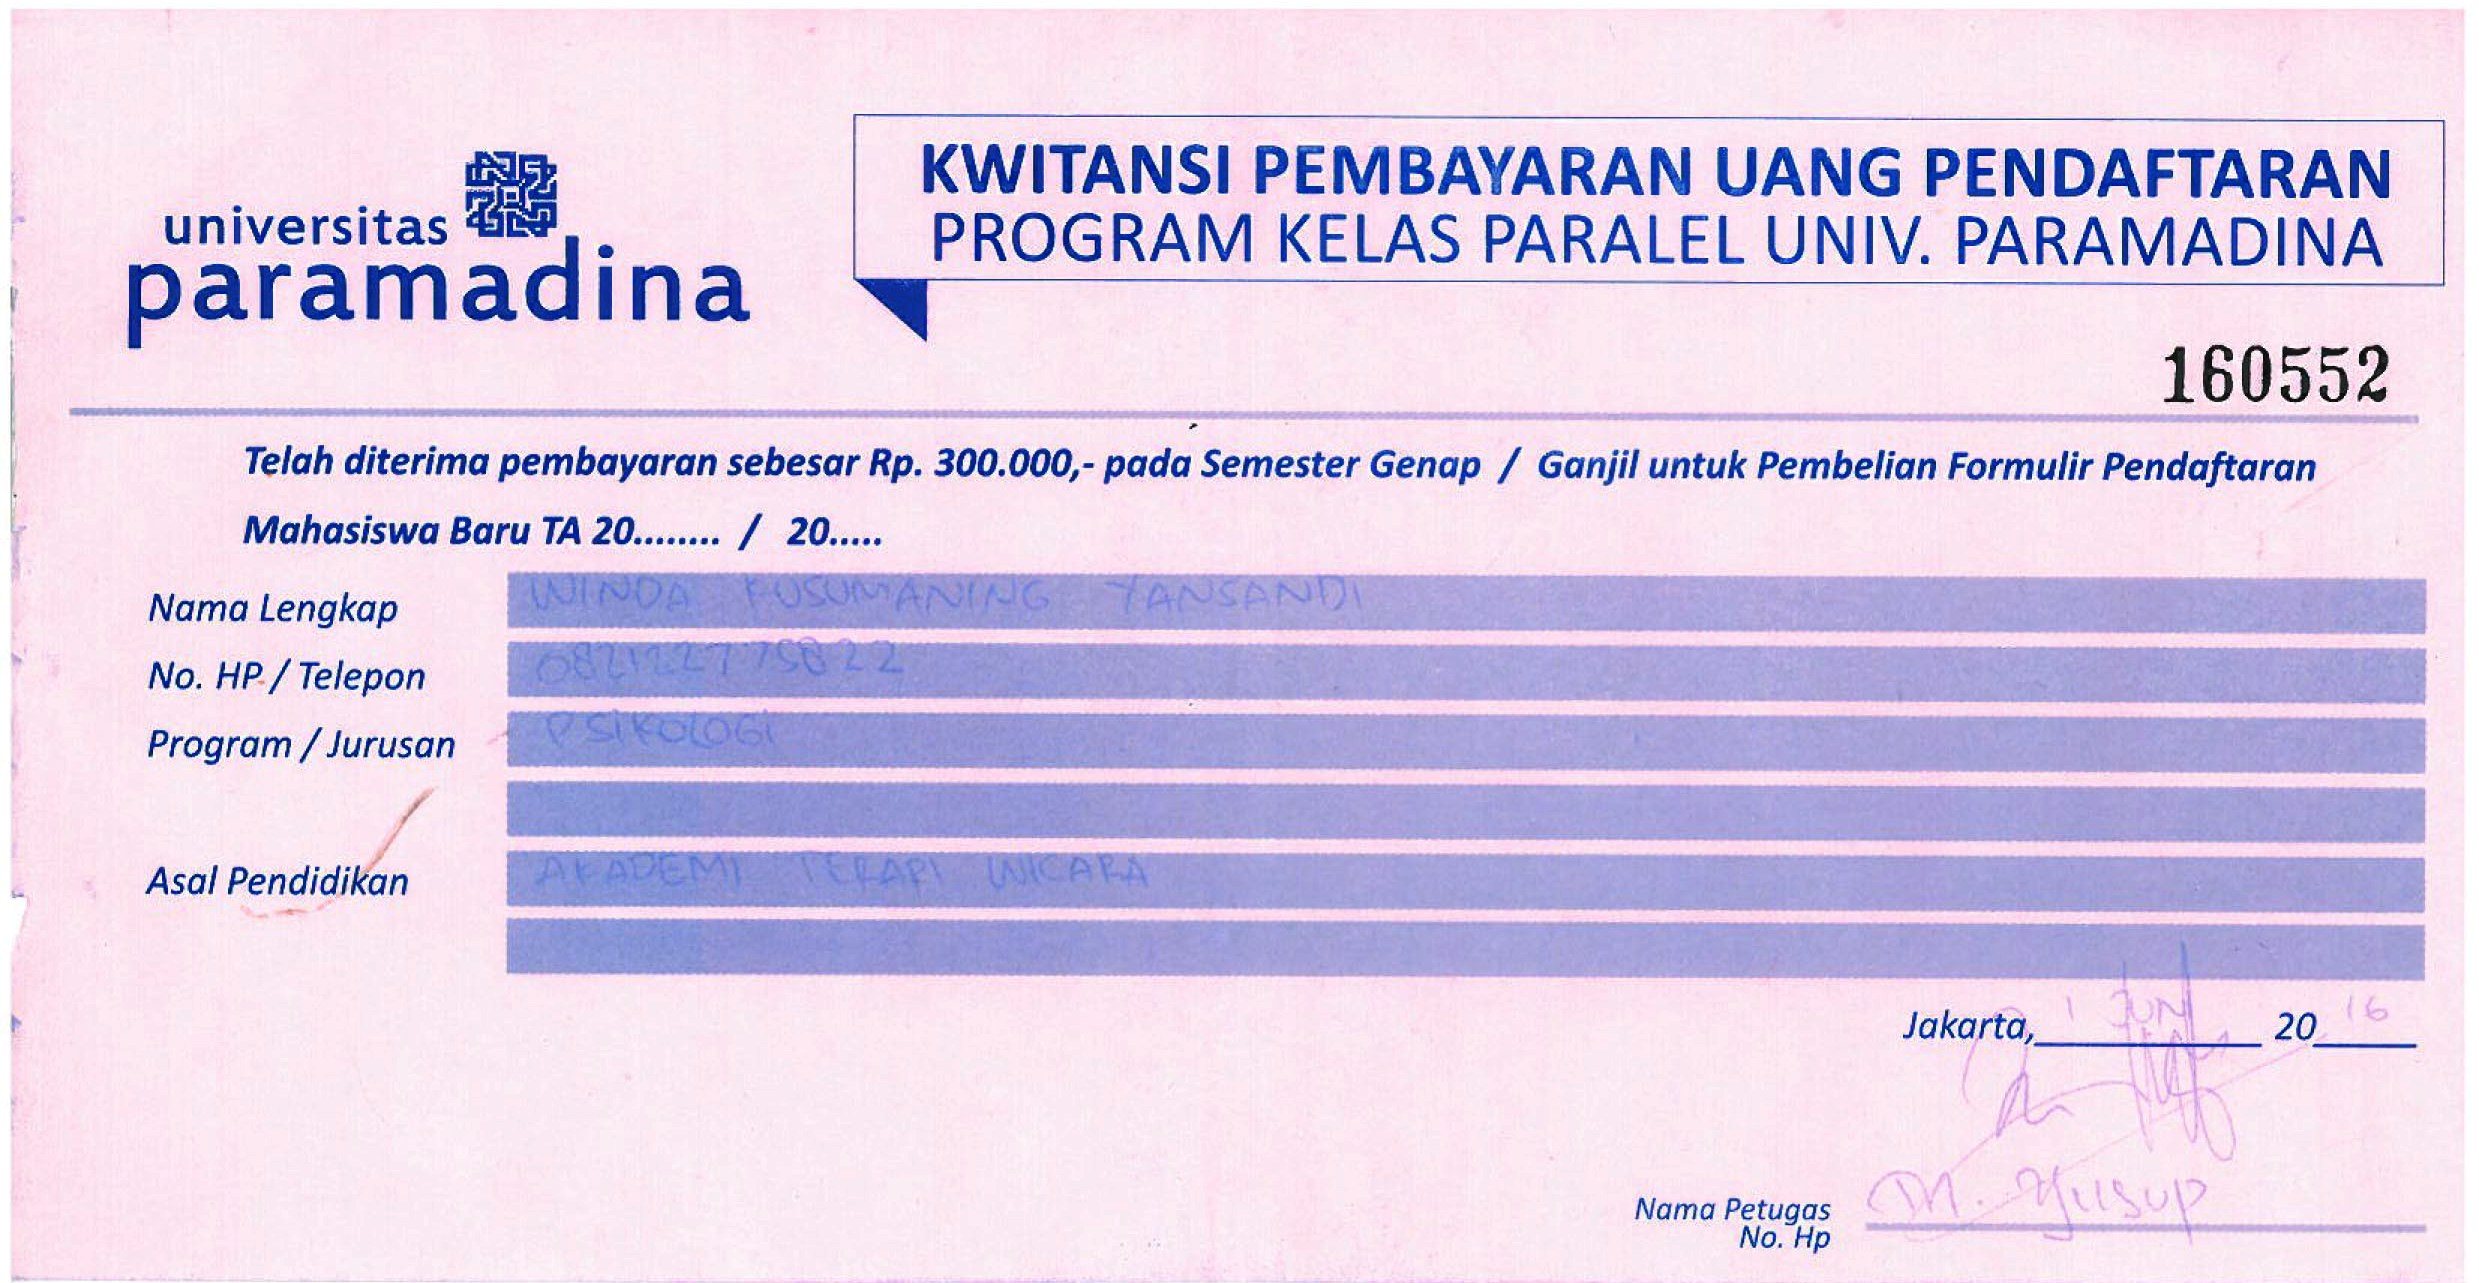 universitas
paramadina
KWITANSI PEMBAYARAN UANG PENDAFTARAN
PROGRAM KELAS PARALEL UNIV. PARAMADINA
160552
Telah diterima pembayaran sebesar Rp. 300.000,- pada Semester Genap / Ganjil untuk Pembelian Formulir Pendaftaran
Mahasiswa Baru TA 20........ / 20.....
Nama Lengkap WINDA KUSUMANING YANSANDI
No. HP / Telepon 082122775822
Program / Jurusan PSIKOLOGI
Asal Pendidikan AKADEMI TERAPI WICARA
Jakarta, 1 JUNI 20 16
Nama Petugas M. Yusup
No. Hp